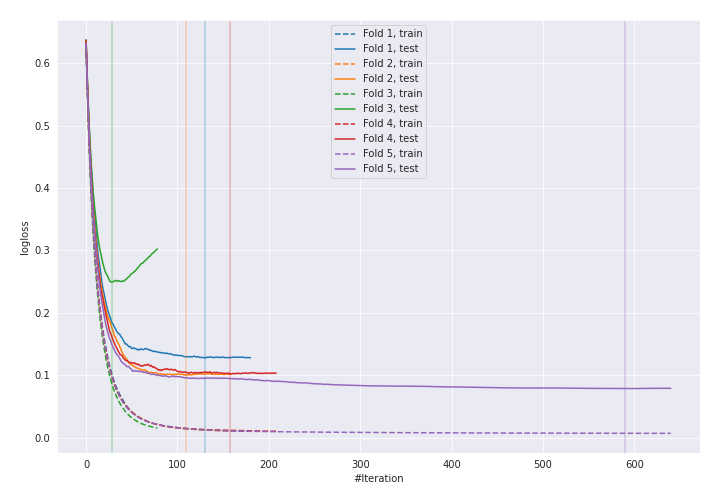 Fold 1, train
Fold 1, test
Fold 2, train
Fold 2, test
Fold 3, train
Fold 3, test
Fold 4, train
Fold 4, test
Fold 5, train
Fold 5, test
0.6
0.5
0.4
0.3
0.2
0.1
0.0
logloss
0 100 200 300 400 500 600
#Iteration